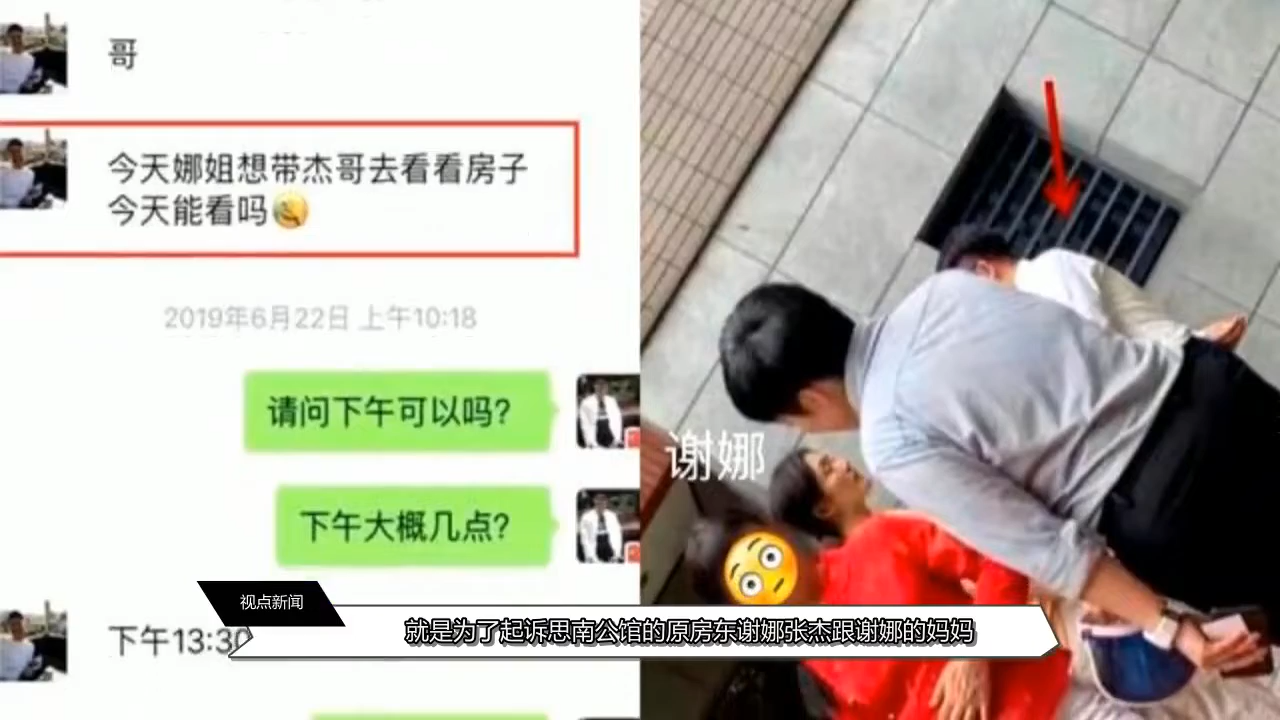 哥
今天娜姐想带杰哥去看看房子
今天能看吗
2019年6月22日 上午10:18
请问下午可以吗?
下午大概几点?
下午13:30
谢娜
视点新闻
就是为了起诉思南公馆的原房东谢娜张杰跟谢娜的妈妈